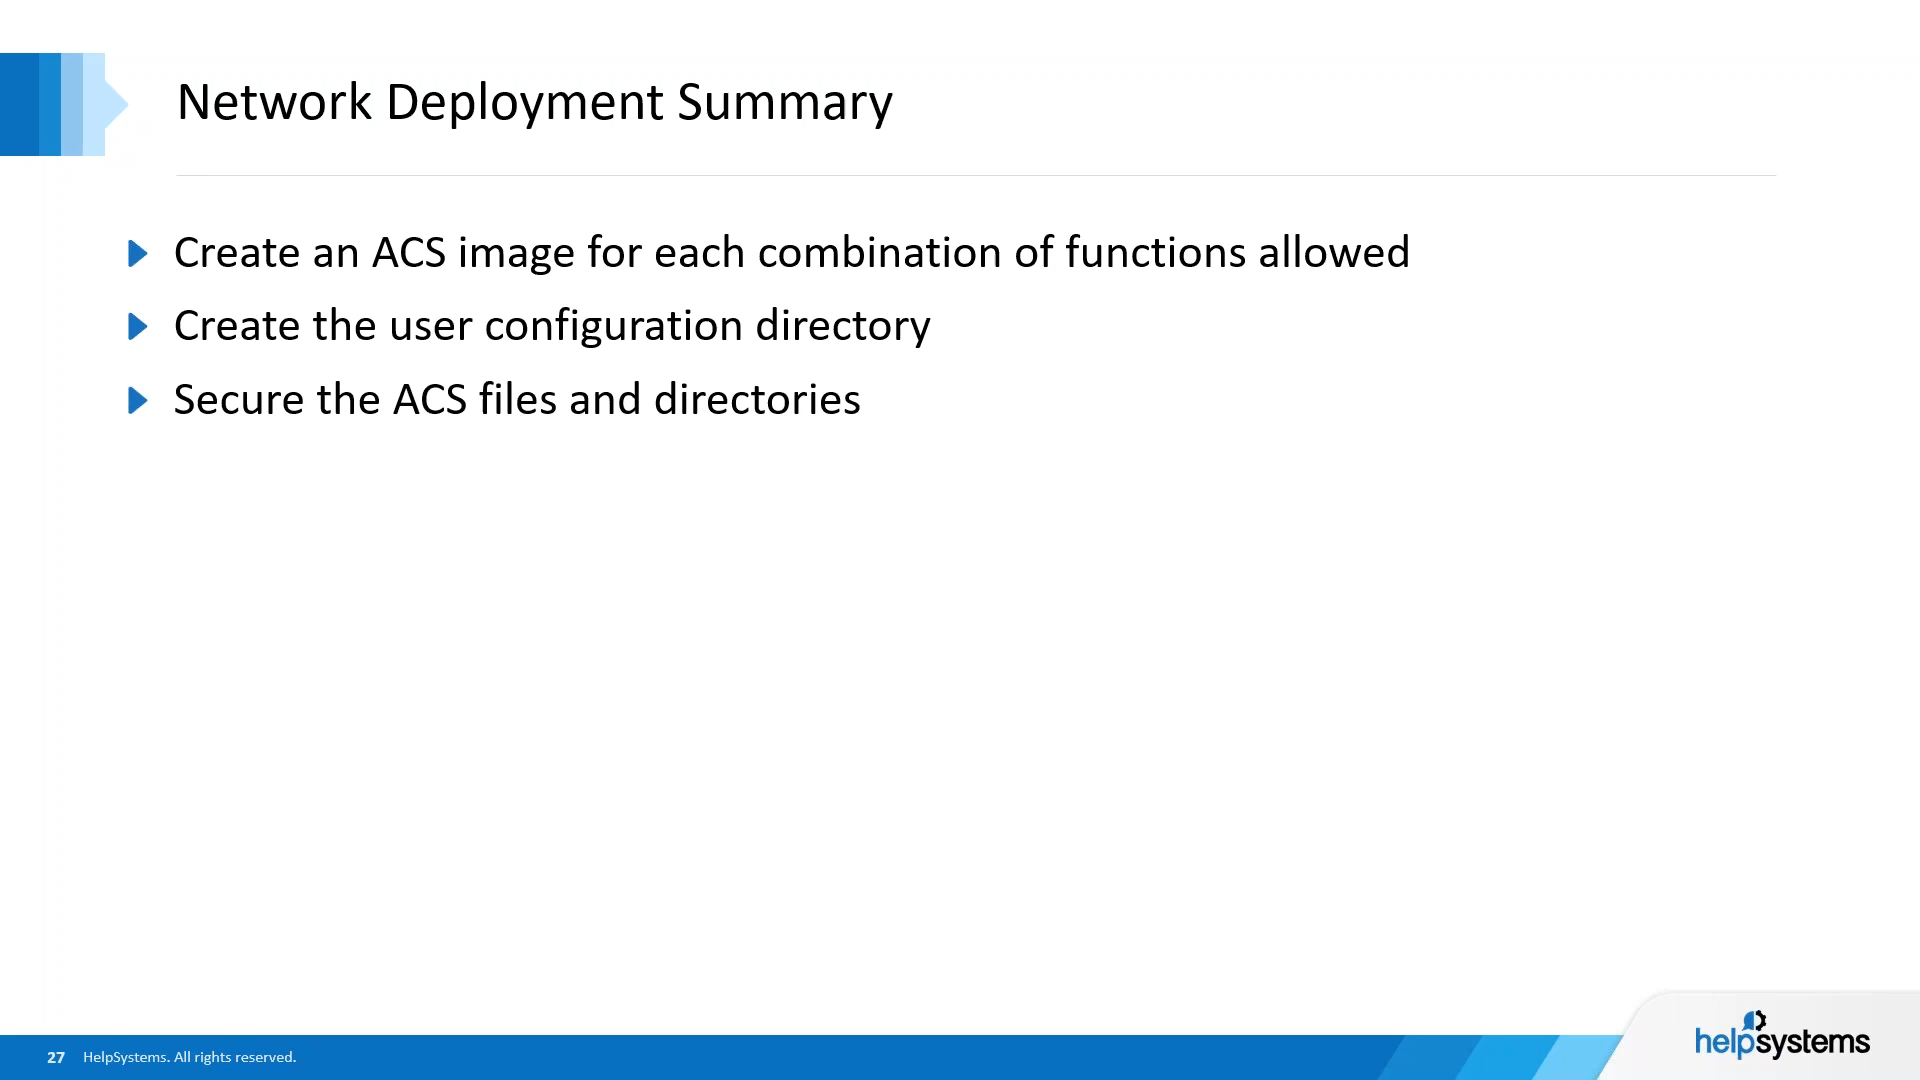 Network Deployment Summary
Create an ACS image for each combination of functions allowed
Create the user configuration directory
Secure the ACS files and directories
27 HelpSystems. All rights reserved.
helpsystems